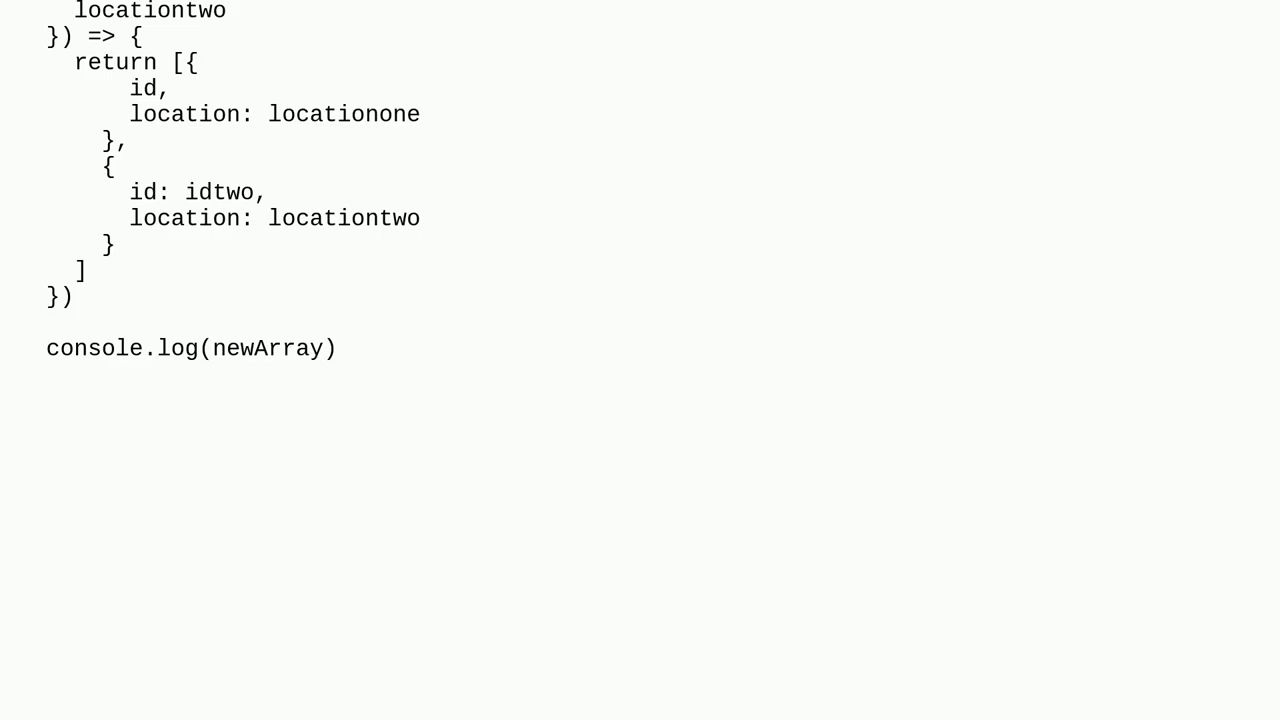 locationtwo
}) => {
  return [{
      id,
      location: locationone
    },
    {
      id: idtwo,
      location: locationtwo
    }
  ]
})

console.log(newArray)